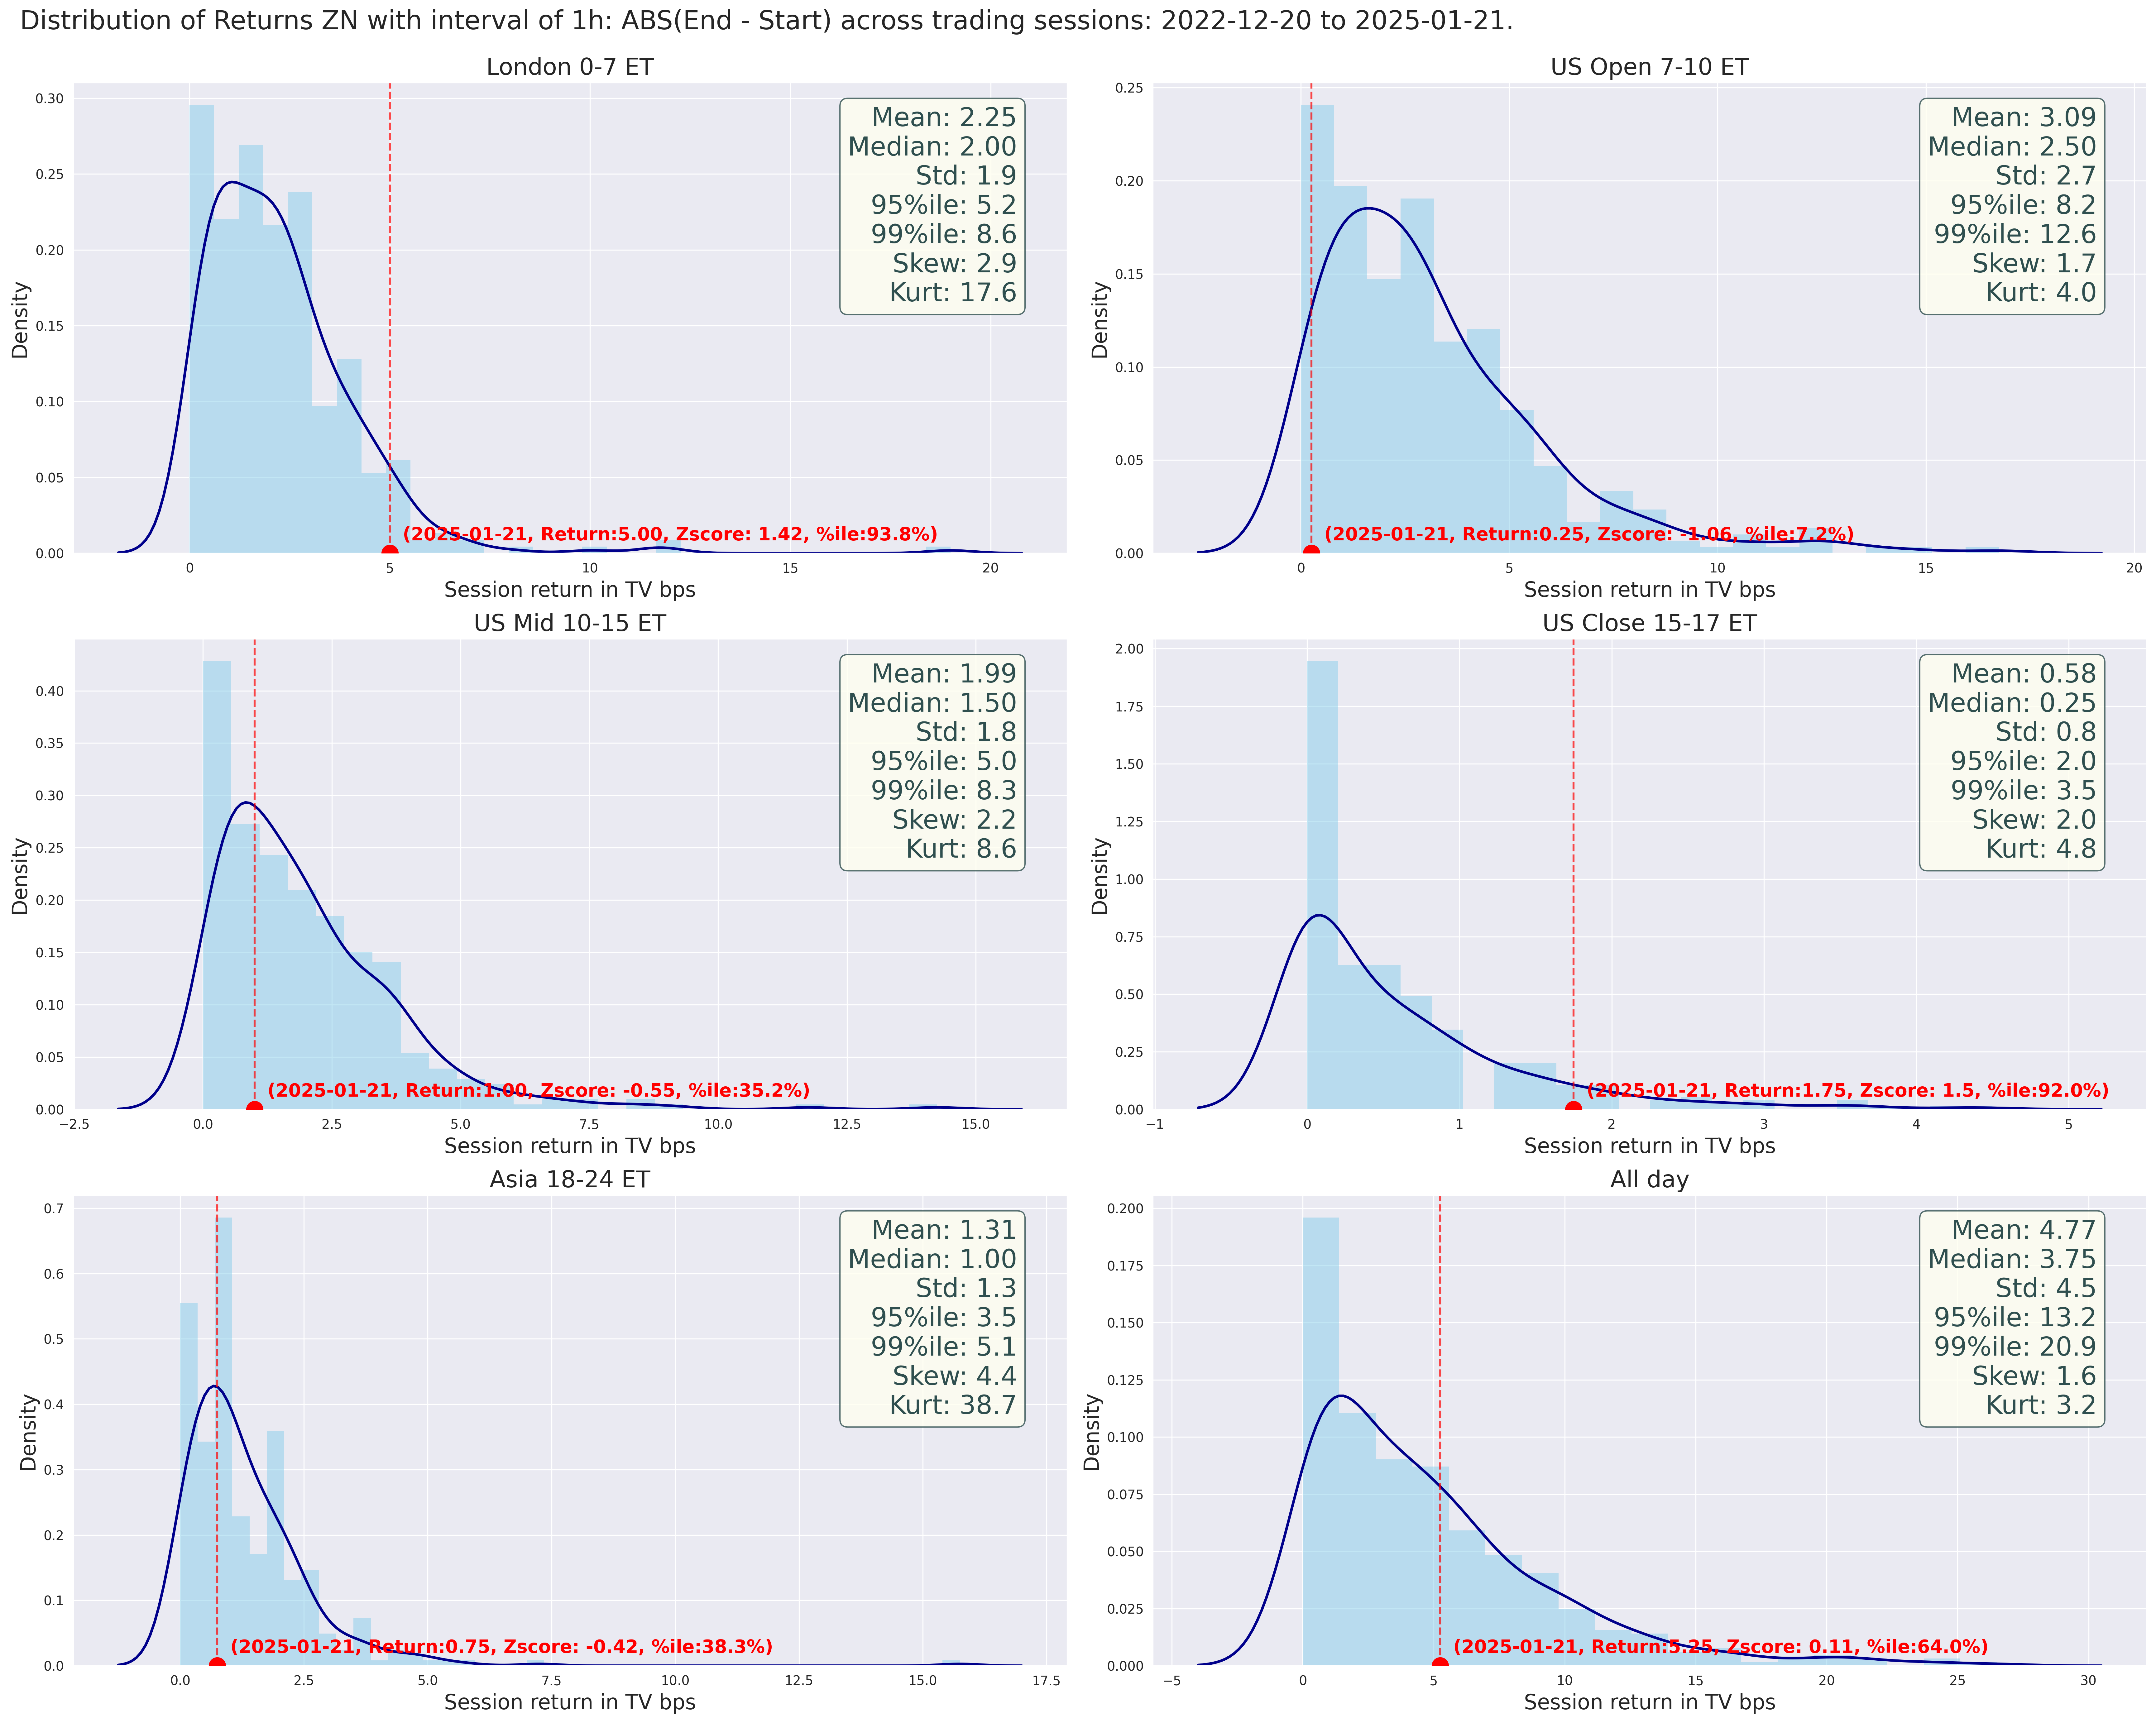 Distribution of Returns ZN with interval of 1h: ABS(End - Start) across trading sessions: 2022-12-20 to 2025-01-21.
London 0-7 ET
Density
0.30
0.25
0.20
0.15
0.10
0.05
0.00
Mean: 2.25
Median: 2.00
Std: 1.9
95%ile: 5.2
99%ile: 8.6
Skew: 2.9
Kurt: 17.6
(2025-01-21, Return:5.00, Zscore: 1.42, %ile:93.8%)
0 5 10 15 20
Session return in TV bps
US Open 7-10 ET
Density
0.25
0.20
0.15
0.10
0.05
0.00
Mean: 3.09
Median: 2.50
Std: 2.7
95%ile: 8.2
99%ile: 12.6
Skew: 1.7
Kurt: 4.0
(2025-01-21, Return:0.25, Zscore: -1.06, %ile:7.2%)
0 5 10 15 20
Session return in TV bps
US Mid 10-15 ET
Density
0.40
0.35
0.30
0.25
0.20
0.15
0.10
0.05
0.00
Mean: 1.99
Median: 1.50
Std: 1.8
95%ile: 5.0
99%ile: 8.3
Skew: 2.2
Kurt: 8.6
(2025-01-21, Return:1.00, Zscore: -0.55, %ile:35.2%)
−2.5 0.0 2.5 5.0 7.5 10.0 12.5 15.0
Session return in TV bps
US Close 15-17 ET
Density
2.00
1.75
1.50
1.25
1.00
0.75
0.50
0.25
0.00
Mean: 0.58
Median: 0.25
Std: 0.8
95%ile: 2.0
99%ile: 3.5
Skew: 2.0
Kurt: 4.8
(2025-01-21, Return:1.75, Zscore: 1.5, %ile:92.0%)
−1 0 1 2 3 4 5
Session return in TV bps
Asia 18-24 ET
Density
0.7
0.6
0.5
0.4
0.3
0.2
0.1
0.0
Mean: 1.31
Median: 1.00
Std: 1.3
95%ile: 3.5
99%ile: 5.1
Skew: 4.4
Kurt: 38.7
(2025-01-21, Return:0.75, Zscore: -0.42, %ile:38.3%)
0.0 2.5 5.0 7.5 10.0 12.5 15.0 17.5
Session return in TV bps
All day
Density
0.200
0.175
0.150
0.125
0.100
0.075
0.050
0.025
0.000
Mean: 4.77
Median: 3.75
Std: 4.5
95%ile: 13.2
99%ile: 20.9
Skew: 1.6
Kurt: 3.2
(2025-01-21, Return:5.25, Zscore: 0.11, %ile:64.0%)
−5 0 5 10 15 20 25 30
Session return in TV bps